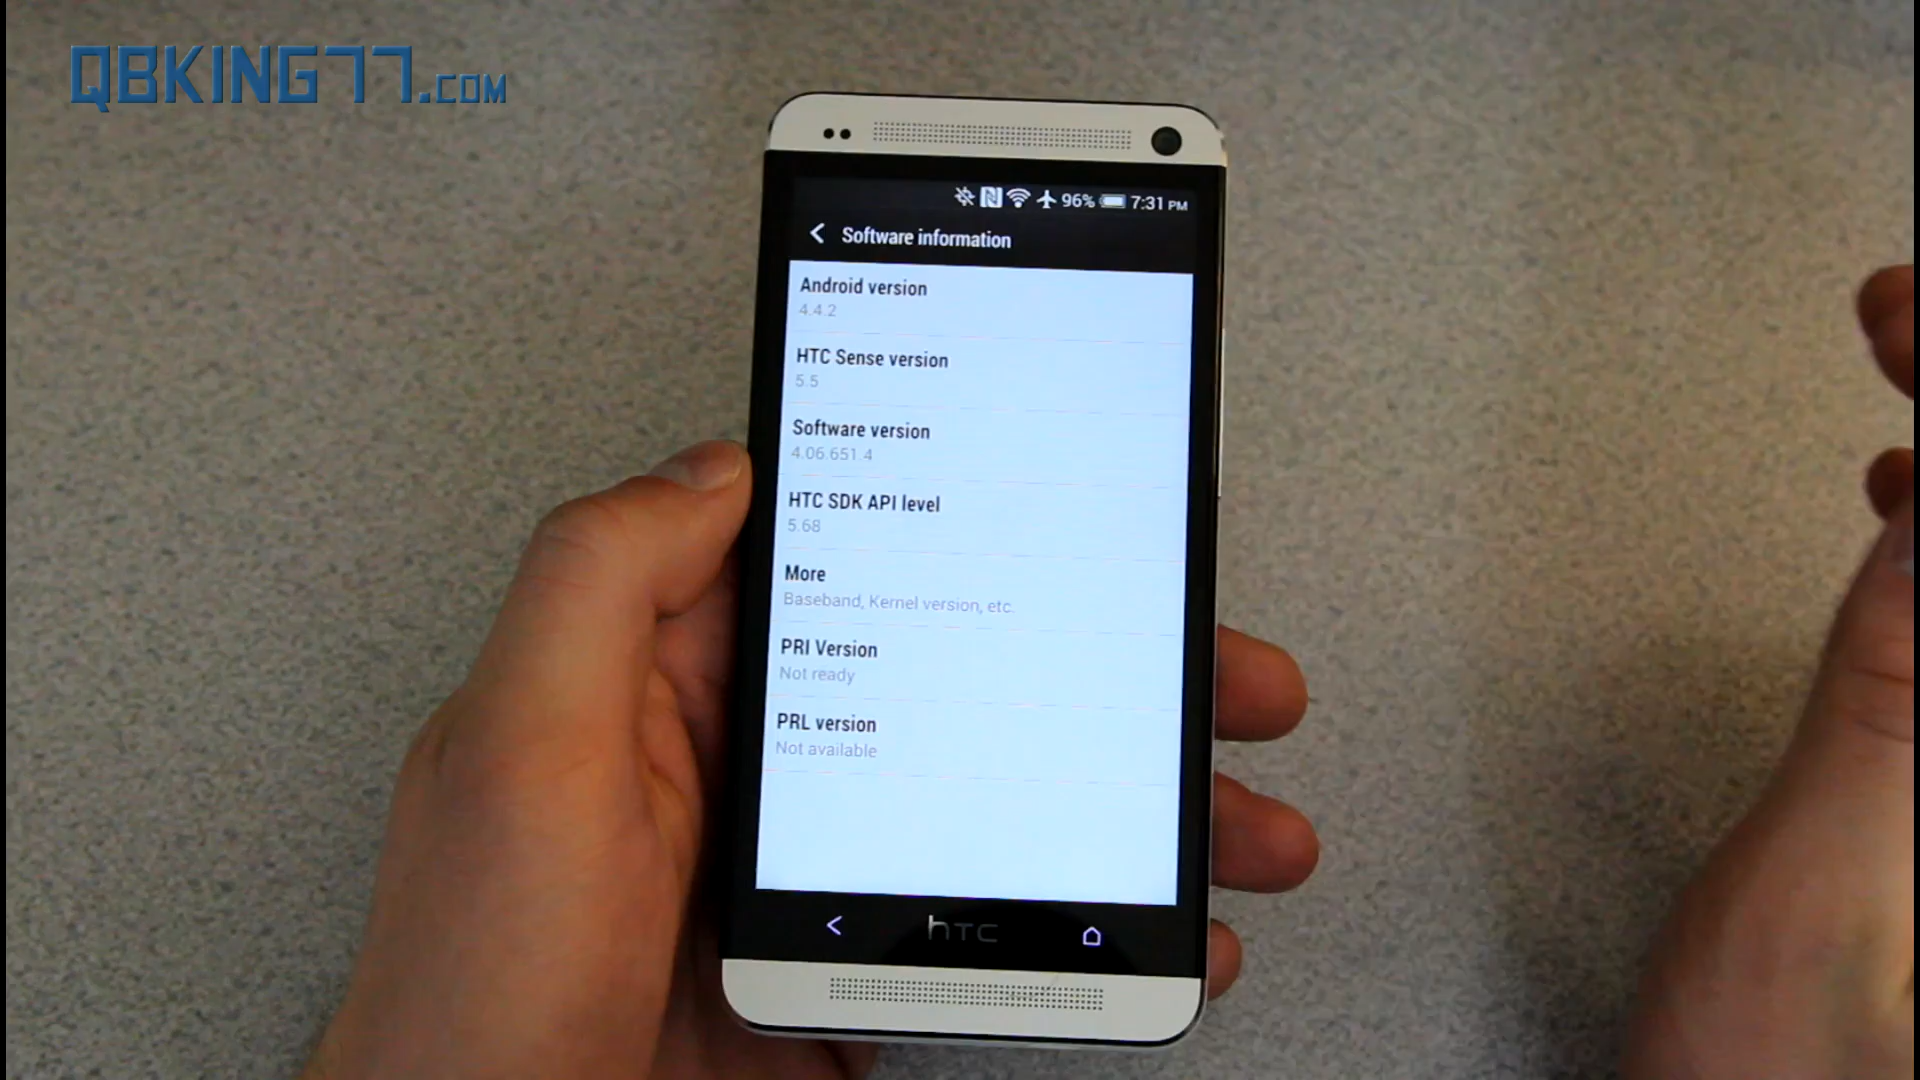 QBKING77.COM
96% 7:31 PM
Software information
Android version
4.4.2
HTC Sense version
5.5
Software version
4.06.651.4
HTC SDK API level
5.68
More
Baseband, Kernel version, etc.
PRI Version
Not ready
PRL version
Not available
hTC